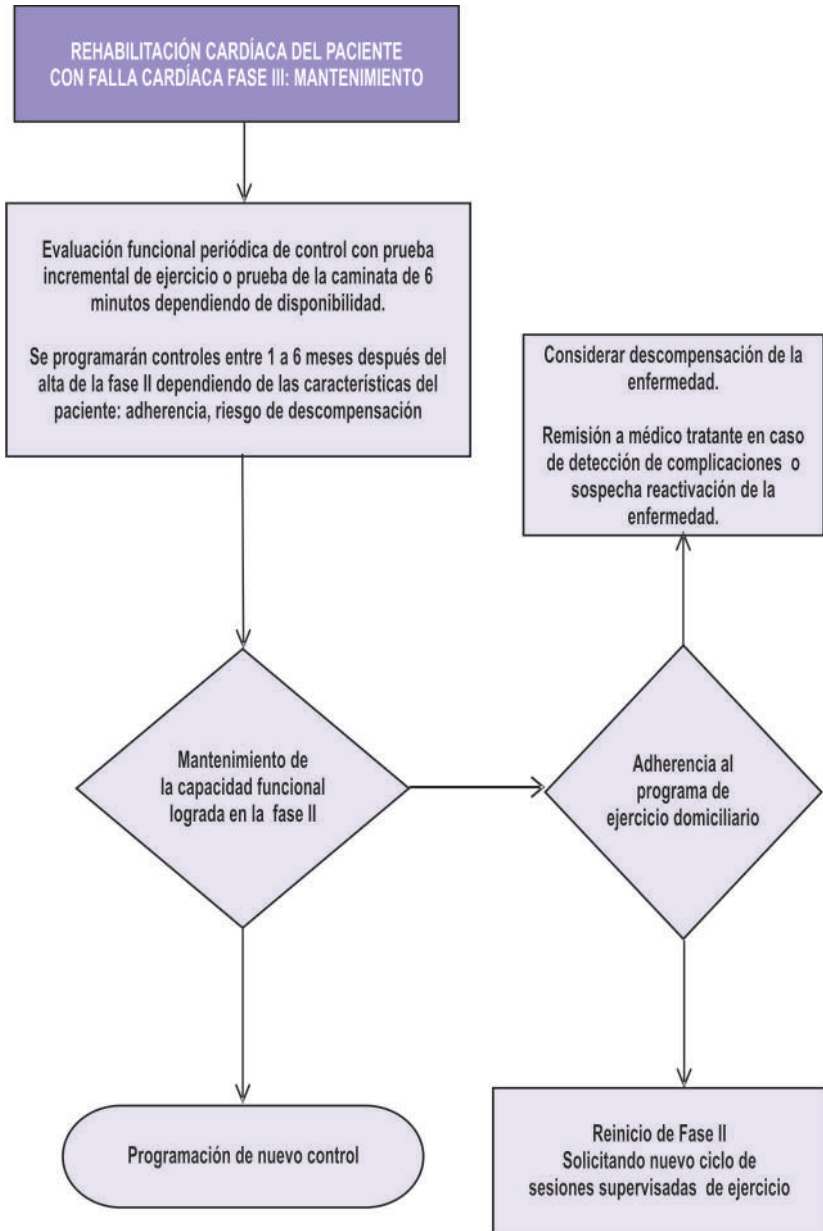 REHABILITACIÓN CARDÍACA DEL PACIENTE
CON FALLA CARDÍACA FASE III: MANTENIMIENTO
Evaluación funcional periódica de control con prueba
incremental de ejercicio o prueba de la caminata de 6
minutos dependiendo de disponibilidad.
Se programarán controles entre 1 a 6 meses después del
alta de la fase II dependiendo de las características del
paciente: adherencia, riesgo de descompensación
Considerar descompensación de la
enfermedad.
Remisión a médico tratante en caso
de detección de complicaciones o
sospecha reactivación de la
enfermedad.
Mantenimiento de
la capacidad funcional
lograda en la fase II
Adherencia al
programa de
ejercicio domiciliario
Programación de nuevo control
Reinicio de Fase II
Solicitando nuevo ciclo de
sesiones supervisadas de ejercicio